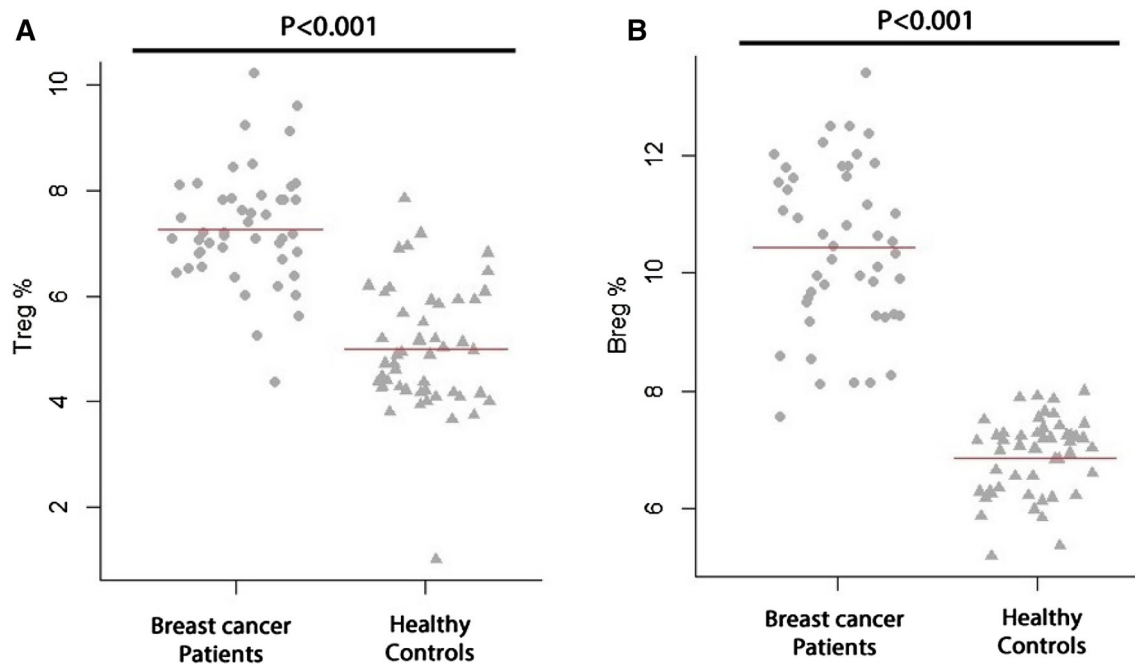 A
P<0.001
Treg %
10
8
6
4
2
Breast cancer
Patients
Healthy
Controls
B
P<0.001
Breg %
12
10
8
6
Breast cancer
Patients
Healthy
Controls